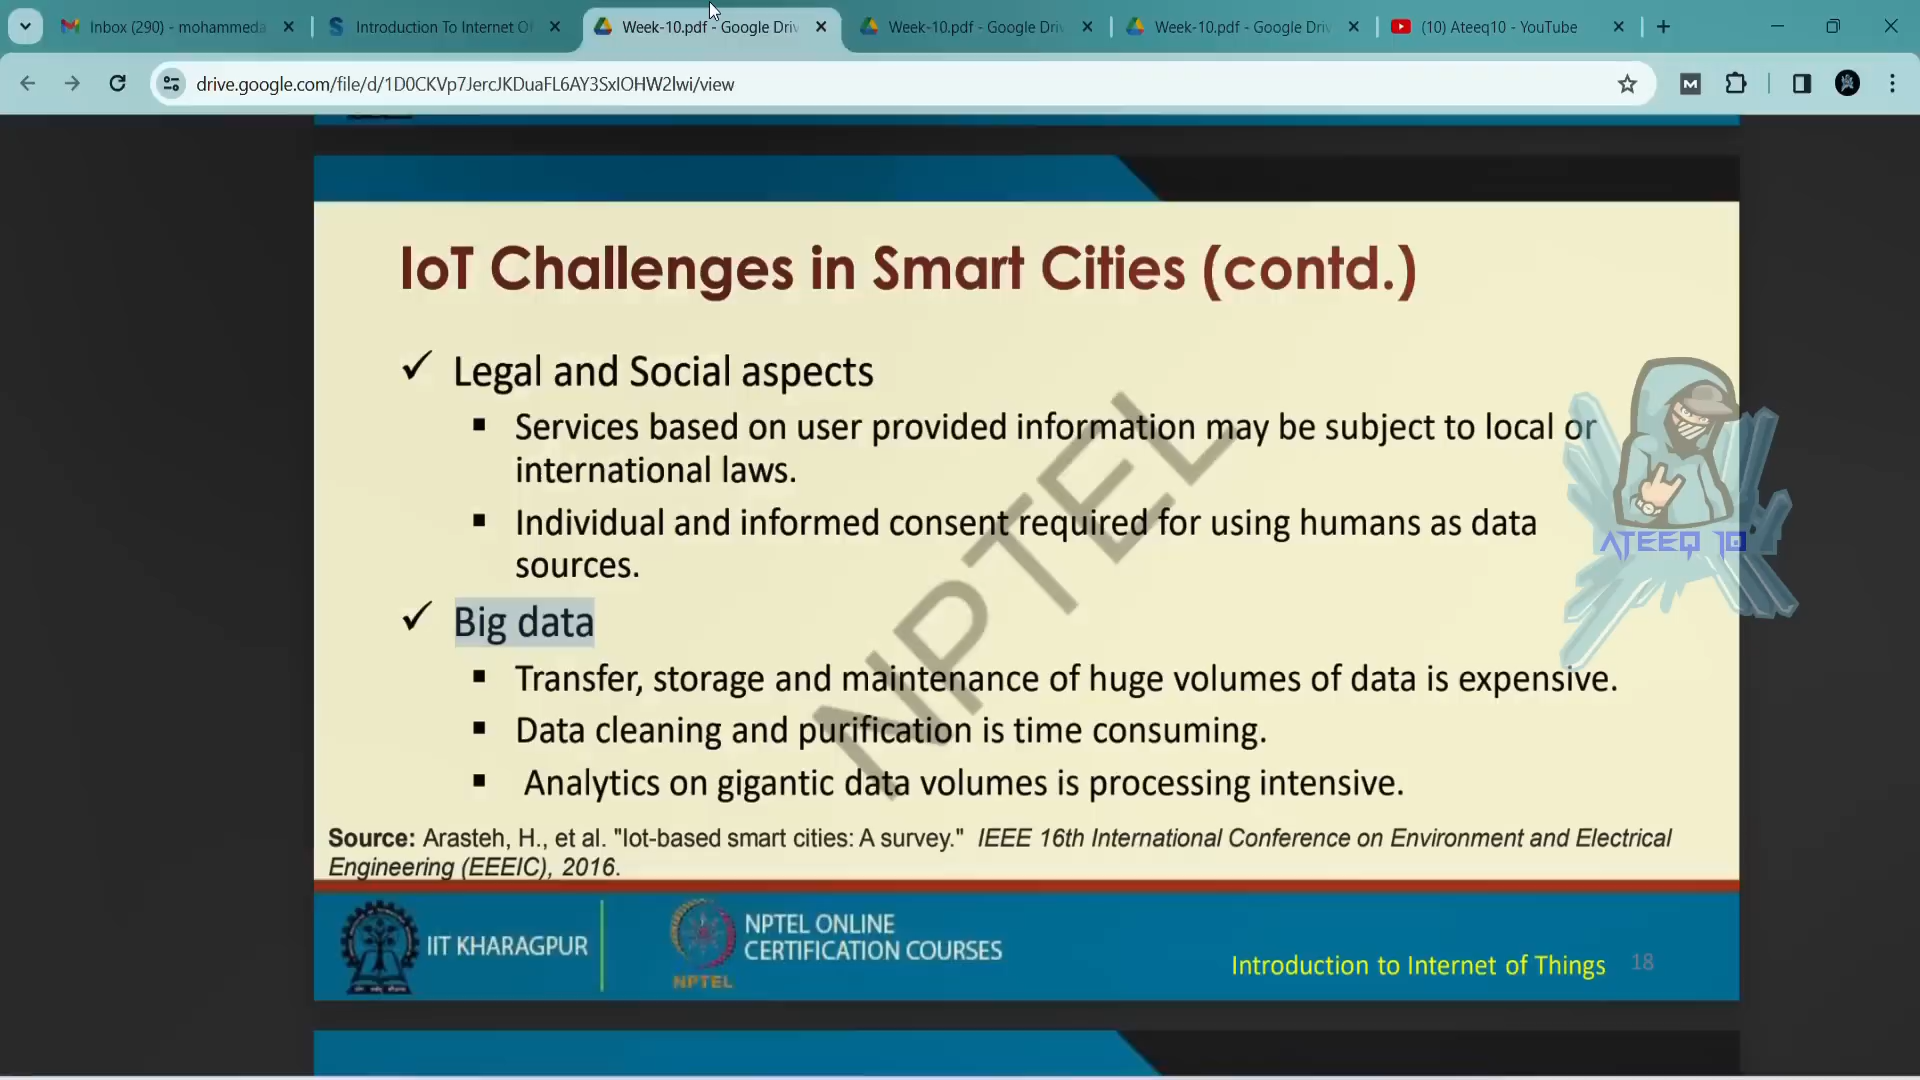 Inbox (290) - mohammeda
Introduction To Internet Of
Week-10.pdf - Google Driv
Week-10.pdf - Google Driv
Week-10.pdf - Google Driv
(10) Ateeq10 - YouTube
drive.google.com/file/d/1D0CKVp7JercJKDuaFL6AY3SxIOHW2lwi/view
IoT Challenges in Smart Cities (contd.)
✓ Legal and Social aspects
▪ Services based on user provided information may be subject to local or
international laws.
▪ Individual and informed consent required for using humans as data
sources.
✓ Big data
▪ Transfer, storage and maintenance of huge volumes of data is expensive.
▪ Data cleaning and purification is time consuming.
▪ Analytics on gigantic data volumes is processing intensive.
NPTEL
ATEEQ 10
Source: Arasteh, H., et al. "Iot-based smart cities: A survey." IEEE 16th International Conference on Environment and Electrical
Engineering (EEEIC), 2016.
IIT KHARAGPUR
NPTEL
NPTEL ONLINE
CERTIFICATION COURSES
Introduction to Internet of Things
18